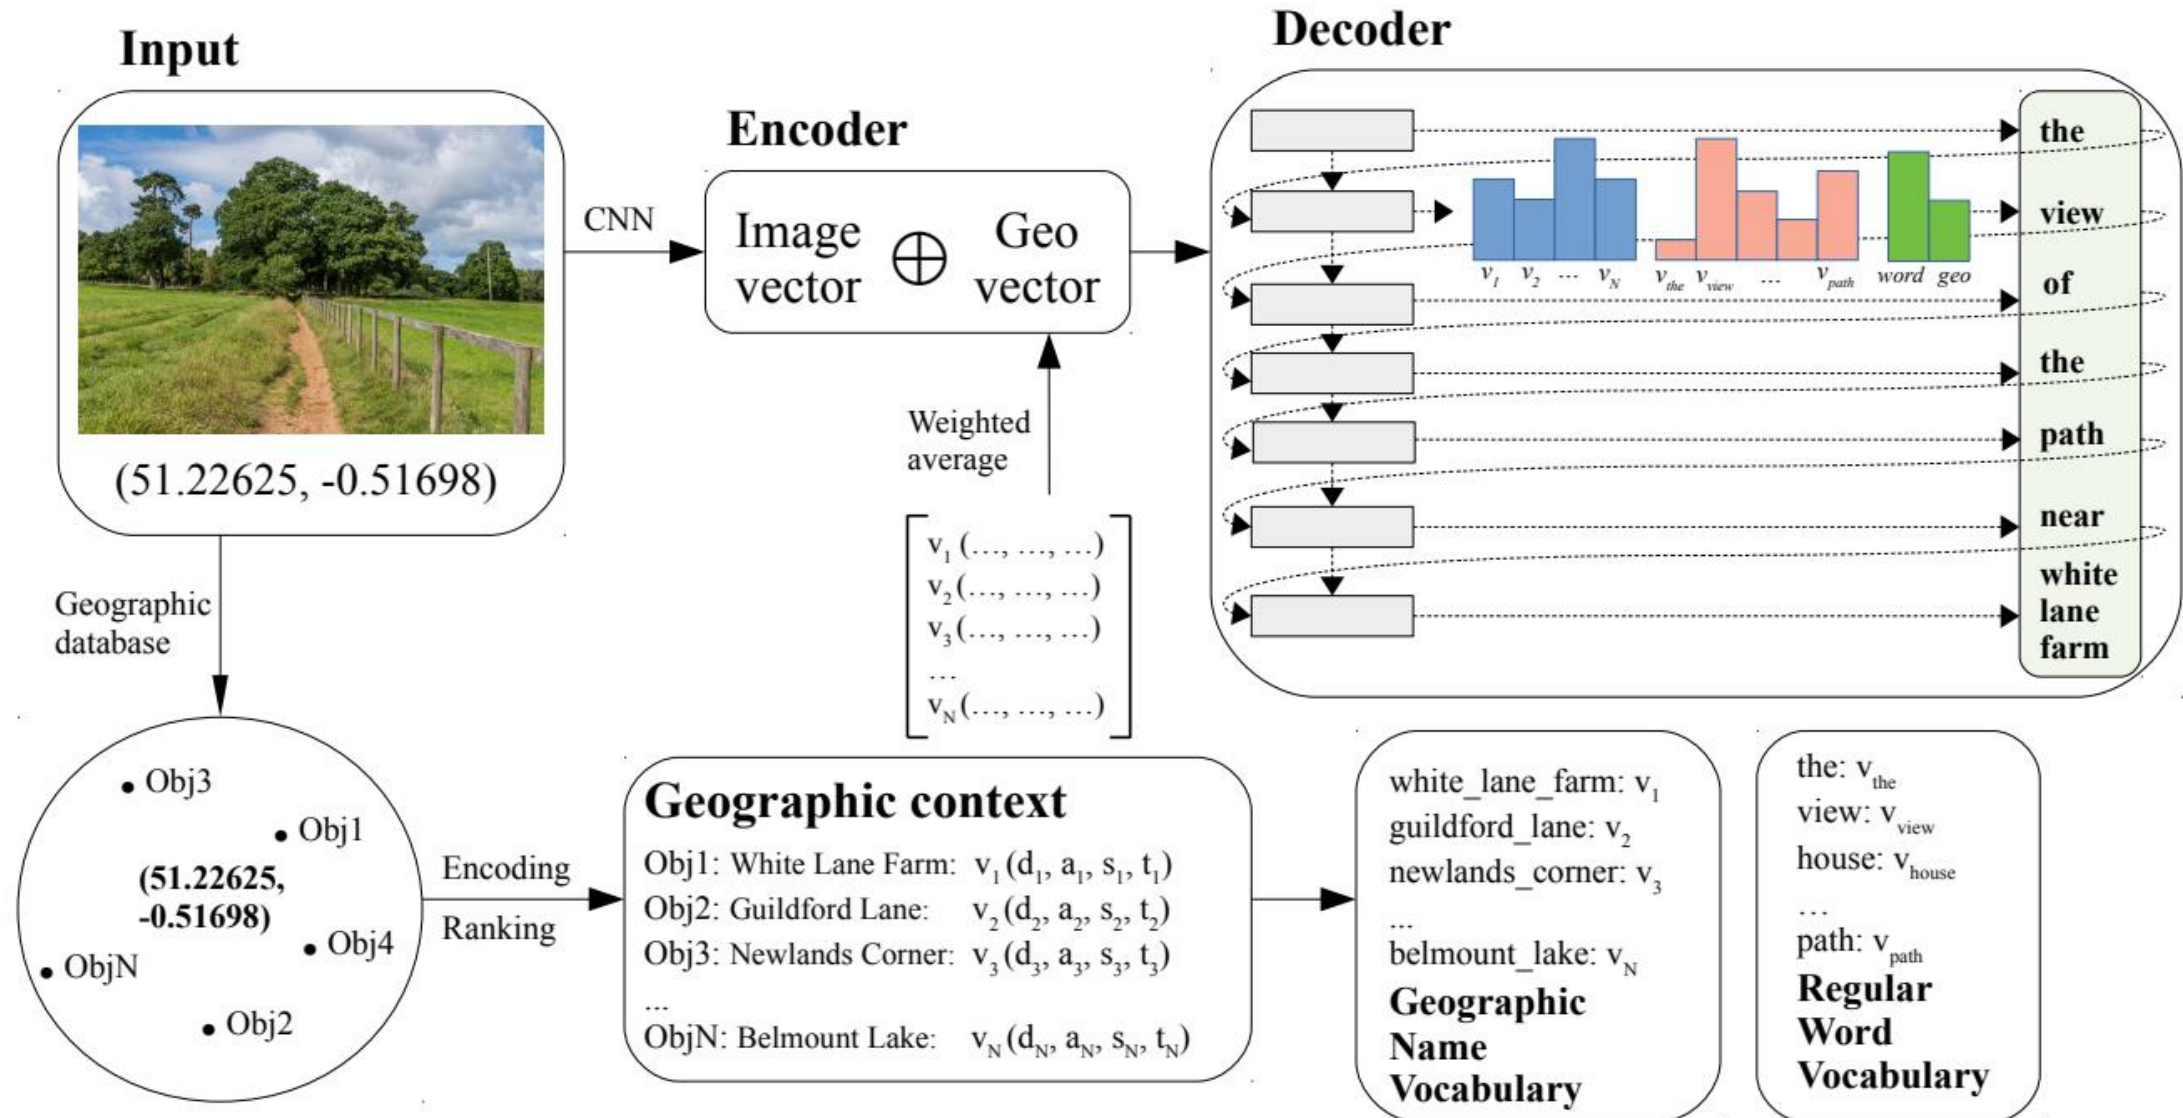 Input
(51.22625, -0.51698)
CNN
Encoder
Image vector
⊕
Geo vector
Weighted average
v1 (..., ..., ...)
v2 (..., ..., ...)
v3 (..., ..., ...)
...
vN (..., ..., ...)
Decoder
v1 v2 ... vN
vthe vview ... vpath
word geo
the
view
of
the
path
near
white
lane
farm
Geographic
database
Obj3
Obj1
(51.22625,
-0.51698)
Obj4
ObjN
Obj2
Encoding
Ranking
Geographic context
Obj1: White Lane Farm: v1 (d1, a1, s1, t1)
Obj2: Guildford Lane: v2 (d2, a2, s2, t2)
Obj3: Newlands Corner: v3 (d3, a3, s3, t3)
...
ObjN: Belmount Lake: vN (dN, aN, sN, tN)
white_lane_farm: v1
guildford_lane: v2
newlands_corner: v3
...
belmount_lake: vN
Geographic
Name
Vocabulary
the: vthe
view: vview
house: vhouse
...
path: vpath
Regular
Word
Vocabulary